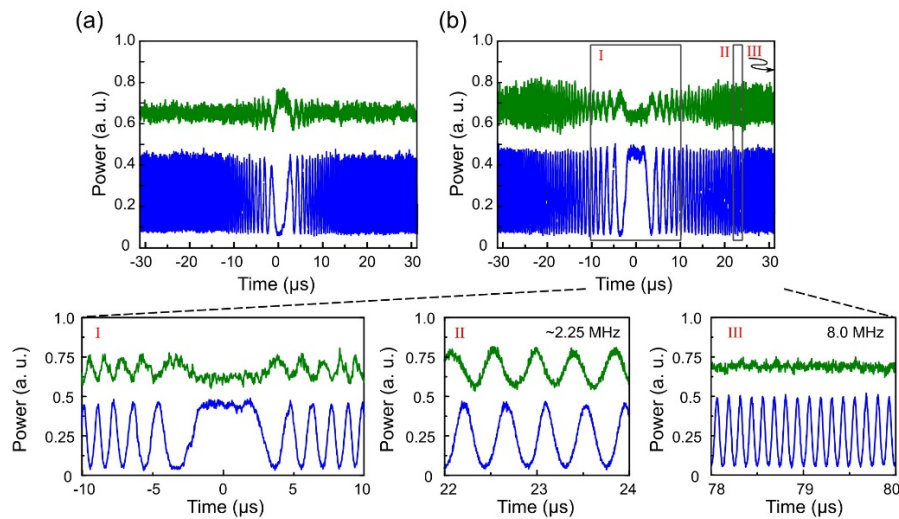 (a)
(b)
1.0
0.8
0.6
0.4
0.2
0
Power (a. u.)
-30 -20 -10 0 10 20 30
Time (µs)
1.0
0.8
0.6
0.4
0.2
0
Power (a. u.)
I
II
III
-30 -20 -10 0 10 20 30
Time (µs)
1.0
0.75
0.5
0.25
0
Power (a. u.)
I
-10 -5 0 5 10
Time (µs)
1.0
0.75
0.5
0.25
0
Power (a. u.)
II
~2.25 MHz
22 23 24
Time (µs)
1.0
0.75
0.5
0.25
0
Power (a. u.)
III
8.0 MHz
78 79 80
Time (µs)